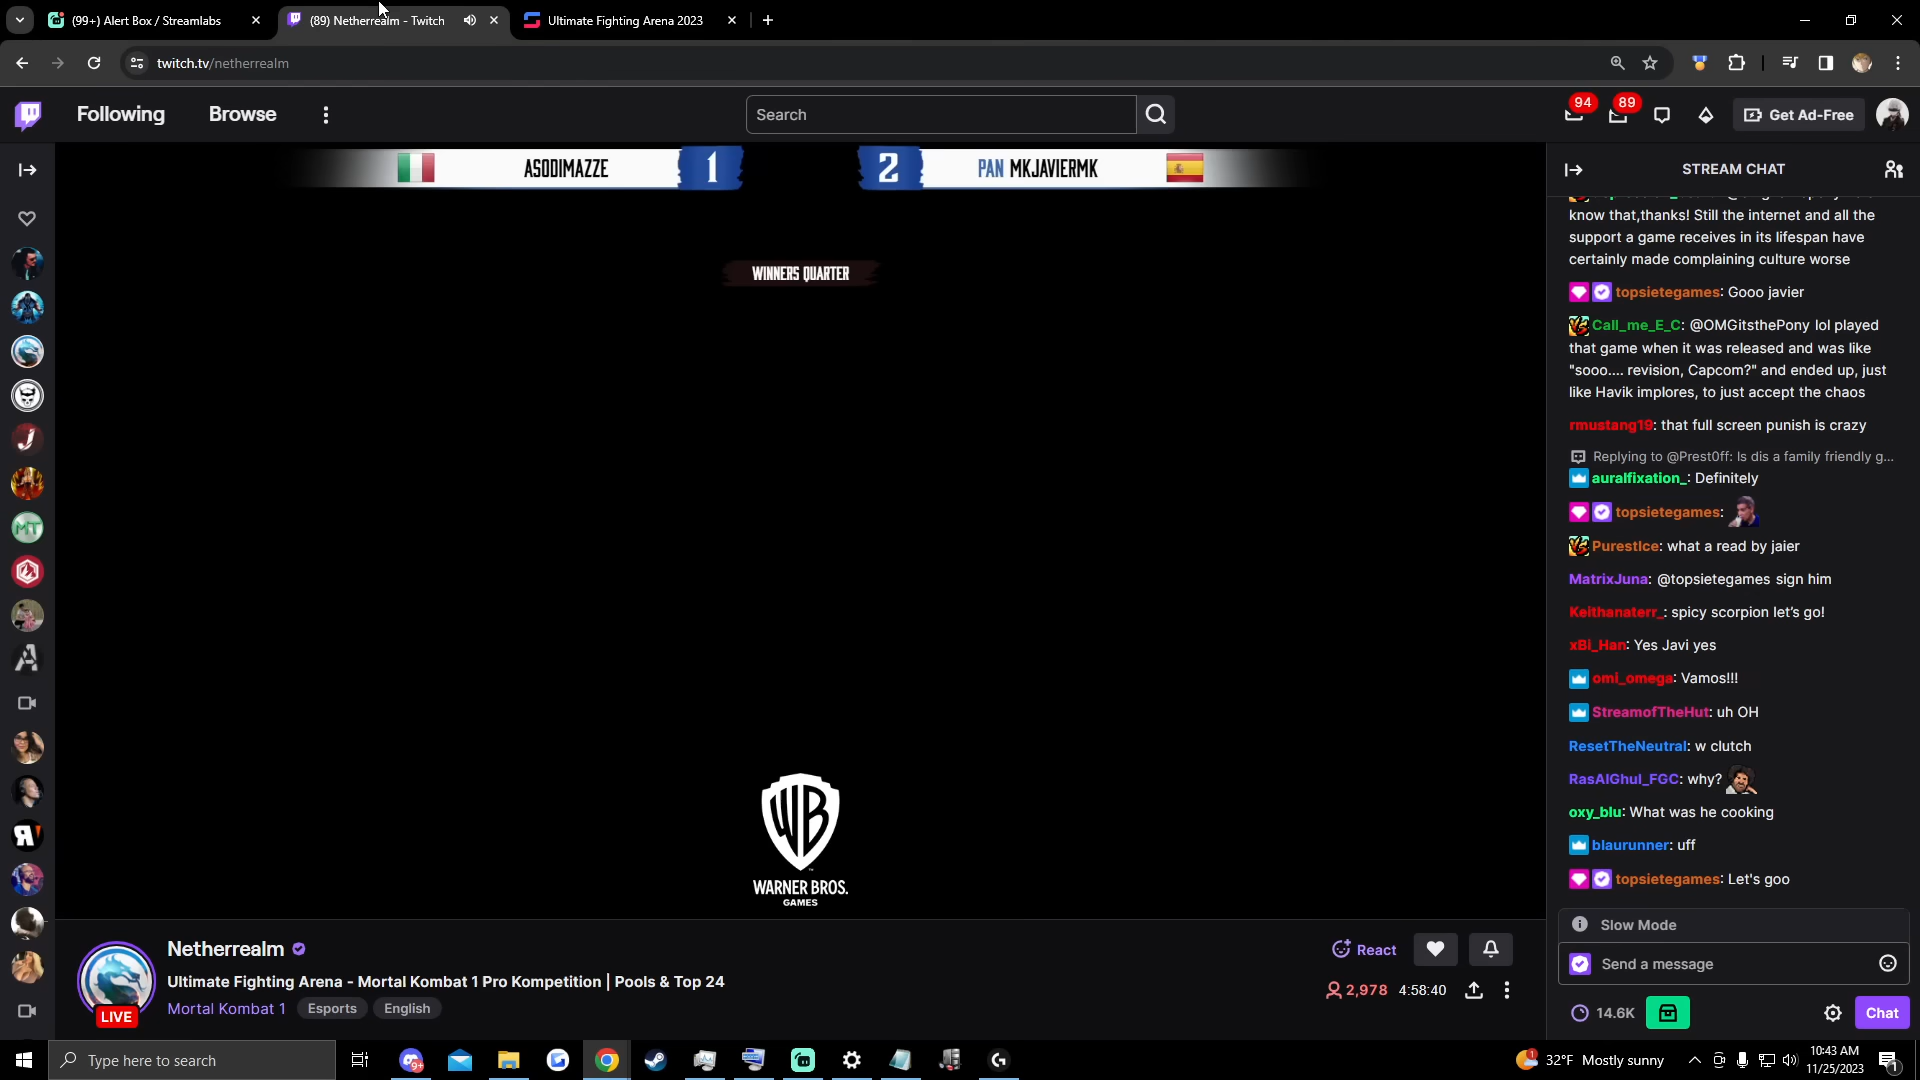 (99+) Alert Box / Streamlabs
(89) Netherrealm - Twitch
Ultimate Fighting Arena 2023
twitch.tv/netherrealm
Following
Browse
Search
94
89
Get Ad-Free
ASODIMAZZE
1
2
PAN MKJAVIERMK
WINNERS QUARTER
WB
WARNER BROS.
GAMES
STREAM CHAT
know that,thanks! Still the internet and all the
support a game receives in its lifespan have
certainly made complaining culture worse
topsietegames: Gooo javier
Call_me_E_C: @OMGitsthePony lol played
that game when it was released and was like
"sooo.... revision, Capcom?" and ended up, just
like Havik implores, to just accept the chaos
rmustang19: that full screen punish is crazy
Replying to @Prest0ff: Is dis a family friendly g...
auralfixation_: Definitely
topsietegames:
PurestIce: what a read by jaier
MatrixJuna: @topsietegames sign him
Keithanaterr_: spicy scorpion let's go!
xBi_Han: Yes Javi yes
omi_omega: Vamos!!!
StreamofTheHut: uh OH
ResetTheNeutral: w clutch
RasAlGhul_FGC: why?
oxy_blu: What was he cooking
blaurunner: uff
topsietegames: Let's goo
Slow Mode
Send a message
14.6K
Chat
Netherrealm
Ultimate Fighting Arena - Mortal Kombat 1 Pro Kompetition | Pools & Top 24
Mortal Kombat 1
Esports
English
LIVE
React
2,978
4:58:40
Type here to search
32°F Mostly sunny
10:43 AM
11/25/2023